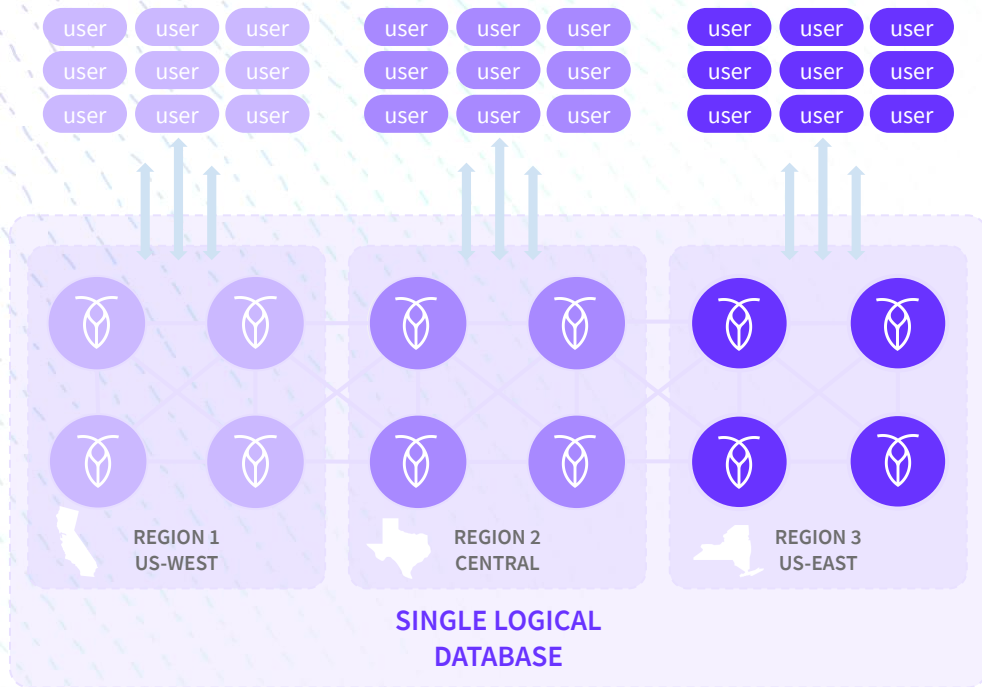 user user user user user user user user user
user user user user user user user user user
user user user user user user user user user
REGION 1
US-WEST
REGION 2
CENTRAL
REGION 3
US-EAST
SINGLE LOGICAL
DATABASE